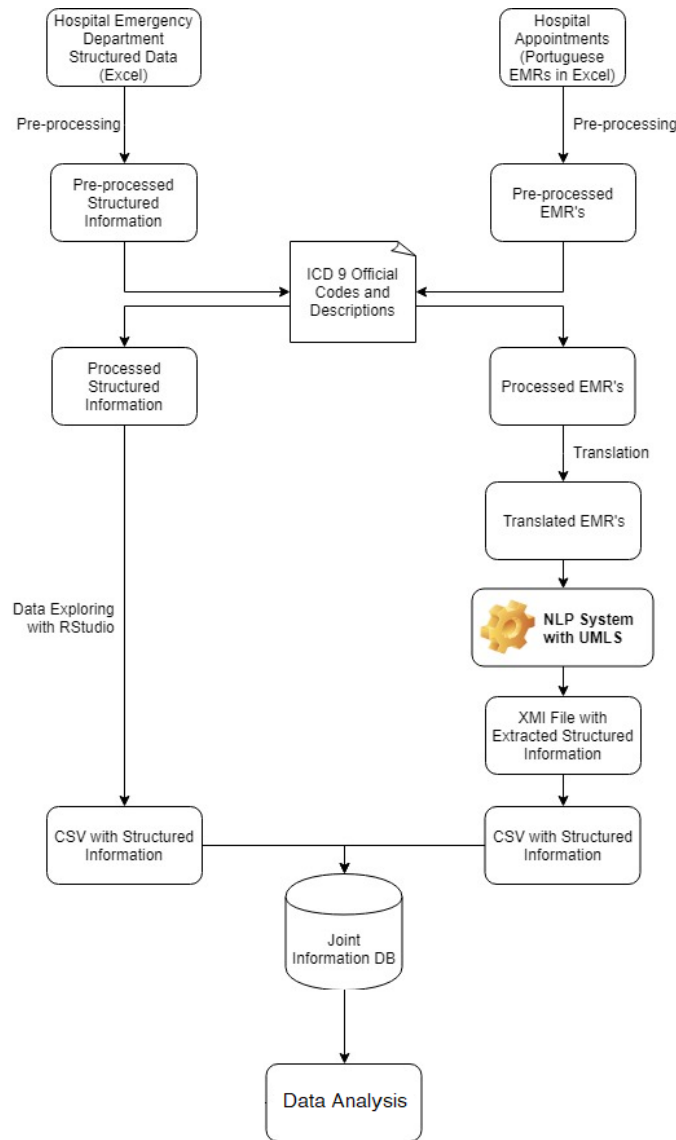 Hospital Emergency
Department
Structured Data
(Excel)
Hospital
Appointments
(Portuguese
EMRs in Excel)
Pre-processing
Pre-processing
Pre-processed
Structured
Information
Pre-processed
EMR's
ICD 9 Official
Codes and
Descriptions
Processed
Structured
Information
Processed EMR's
Translation
Translated EMR's
Data Exploring
with RStudio
NLP System
with UMLS
XMI File with
Extracted Structured
Information
CSV with Structured
Information
CSV with Structured
Information
Joint
Information DB
Data Analysis